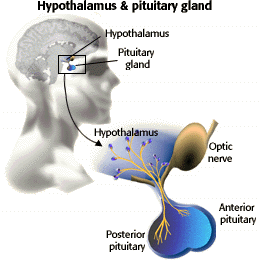 Hypothalamus & pituitary gland
Hypothalamus
Pituitary
gland
Hypothalamus
Optic
nerve
Anterior
pituitary
Posterior
pituitary